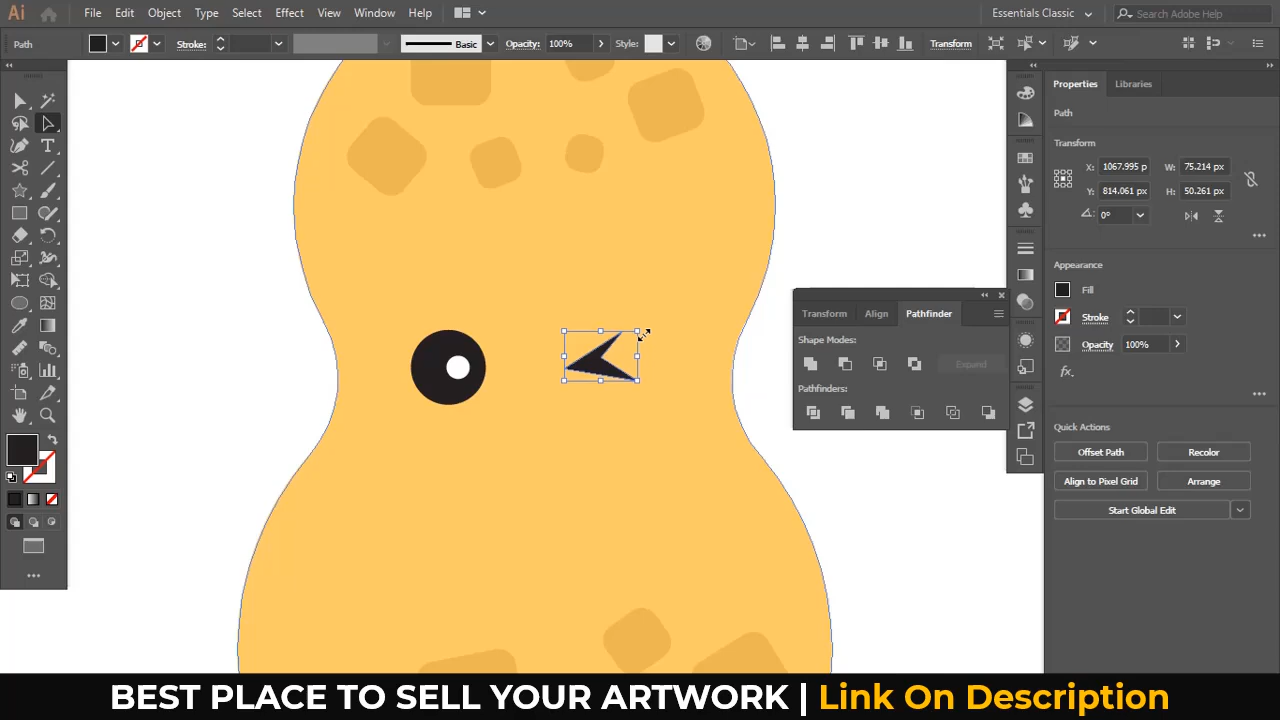 Ai File Edit Object Type Select Effect View Window Help Essentials Classic Search Adobe Help
Path Stroke: Basic Opacity: 100% Style: Transform
Properties Libraries
Path
Transform
X: 1067.995 p W: 75.214 px
Y: 814.061 px H: 50.261 px
0°
Appearance
Fill
Stroke
Opacity 100%
fx.
Quick Actions
Offset Path Recolor
Align to Pixel Grid Arrange
Start Global Edit
Transform Align Pathfinder
Shape Modes:
Expand
Pathfinders:
BEST PLACE TO SELL YOUR ARTWORK | Link On Description